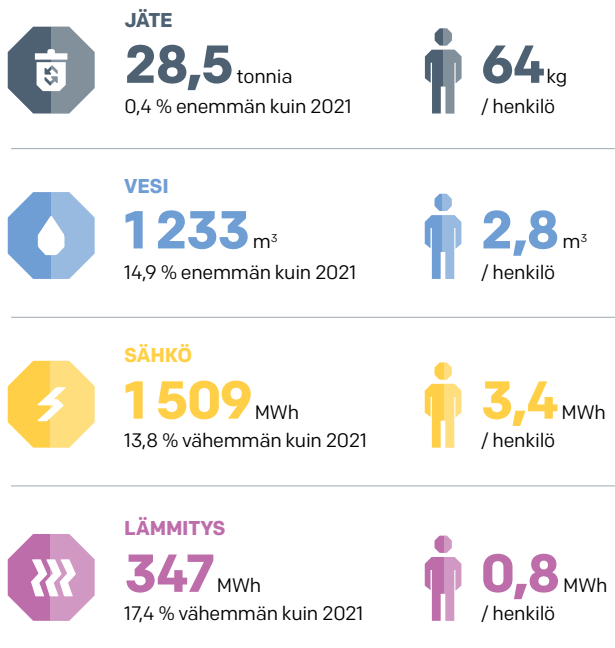 JÄTE
28,5 tonnia
0,4 % enemmän kuin 2021
64 kg
/ henkilö
VESI
1 233 m³
14,9 % enemmän kuin 2021
2,8 m³
/ henkilö
SÄHKÖ
1 509 MWh
13,8 % vähemmän kuin 2021
3,4 MWh
/ henkilö
LÄMMITYS
347 MWh
17,4 % vähemmän kuin 2021
0,8 MWh
/ henkilö